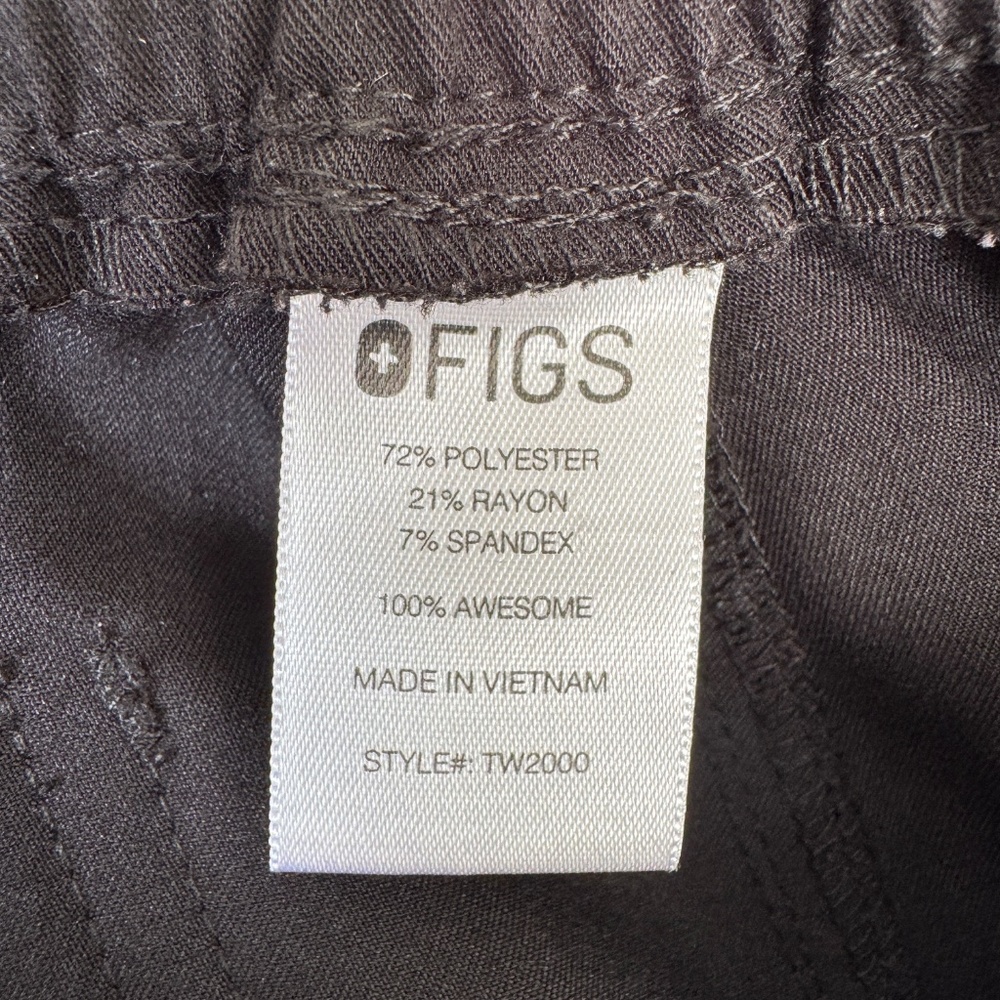 FIGS
72% POLYESTER
21% RAYON
7% SPANDEX
100% AWESOME
MADE IN VIETNAM
STYLE#: TW2000